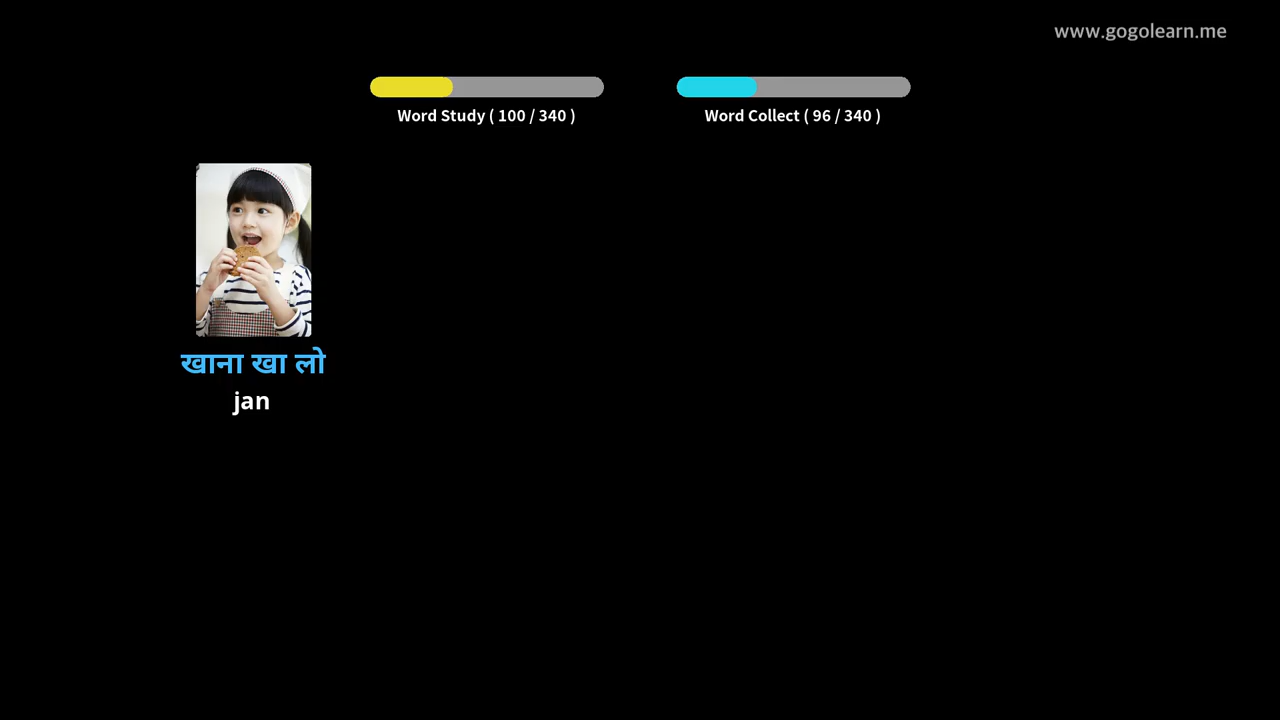 www.gogolearn.me
Word Study ( 100 / 340 )
Word Collect ( 96 / 340 )
खाना खा लो
jan